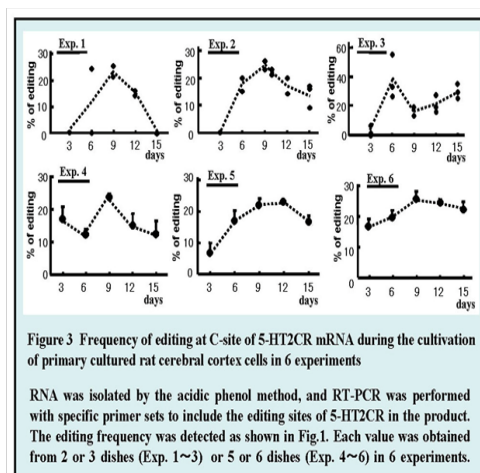 Exp. 1
Exp. 2
Exp. 3
% of editing
30
20
10
0
3 6 9 12 15
days
% of editing
30
20
10
0
3 6 9 12 15
days
% of editing
60
40
20
0
3 6 9 12 15
days
Exp. 4
Exp. 5
Exp. 6
% of editing
30
20
10
0
3 6 9 12 15
days
% of editing
30
20
10
0
3 6 9 12 15
days
% of editing
30
20
10
0
3 6 9 12 15
days
Figure 3 Frequency of editing at C-site of 5-HT2CR mRNA during the cultivation
of primary cultured rat cerebral cortex cells in 6 experiments
RNA was isolated by the acidic phenol method, and RT-PCR was performed
with specific primer sets to include the editing sites of 5-HT2CR in the product.
The editing frequency was detected as shown in Fig.1. Each value was obtained
from 2 or 3 dishes (Exp. 1~3) or 5 or 6 dishes (Exp. 4~6) in 6 experiments.